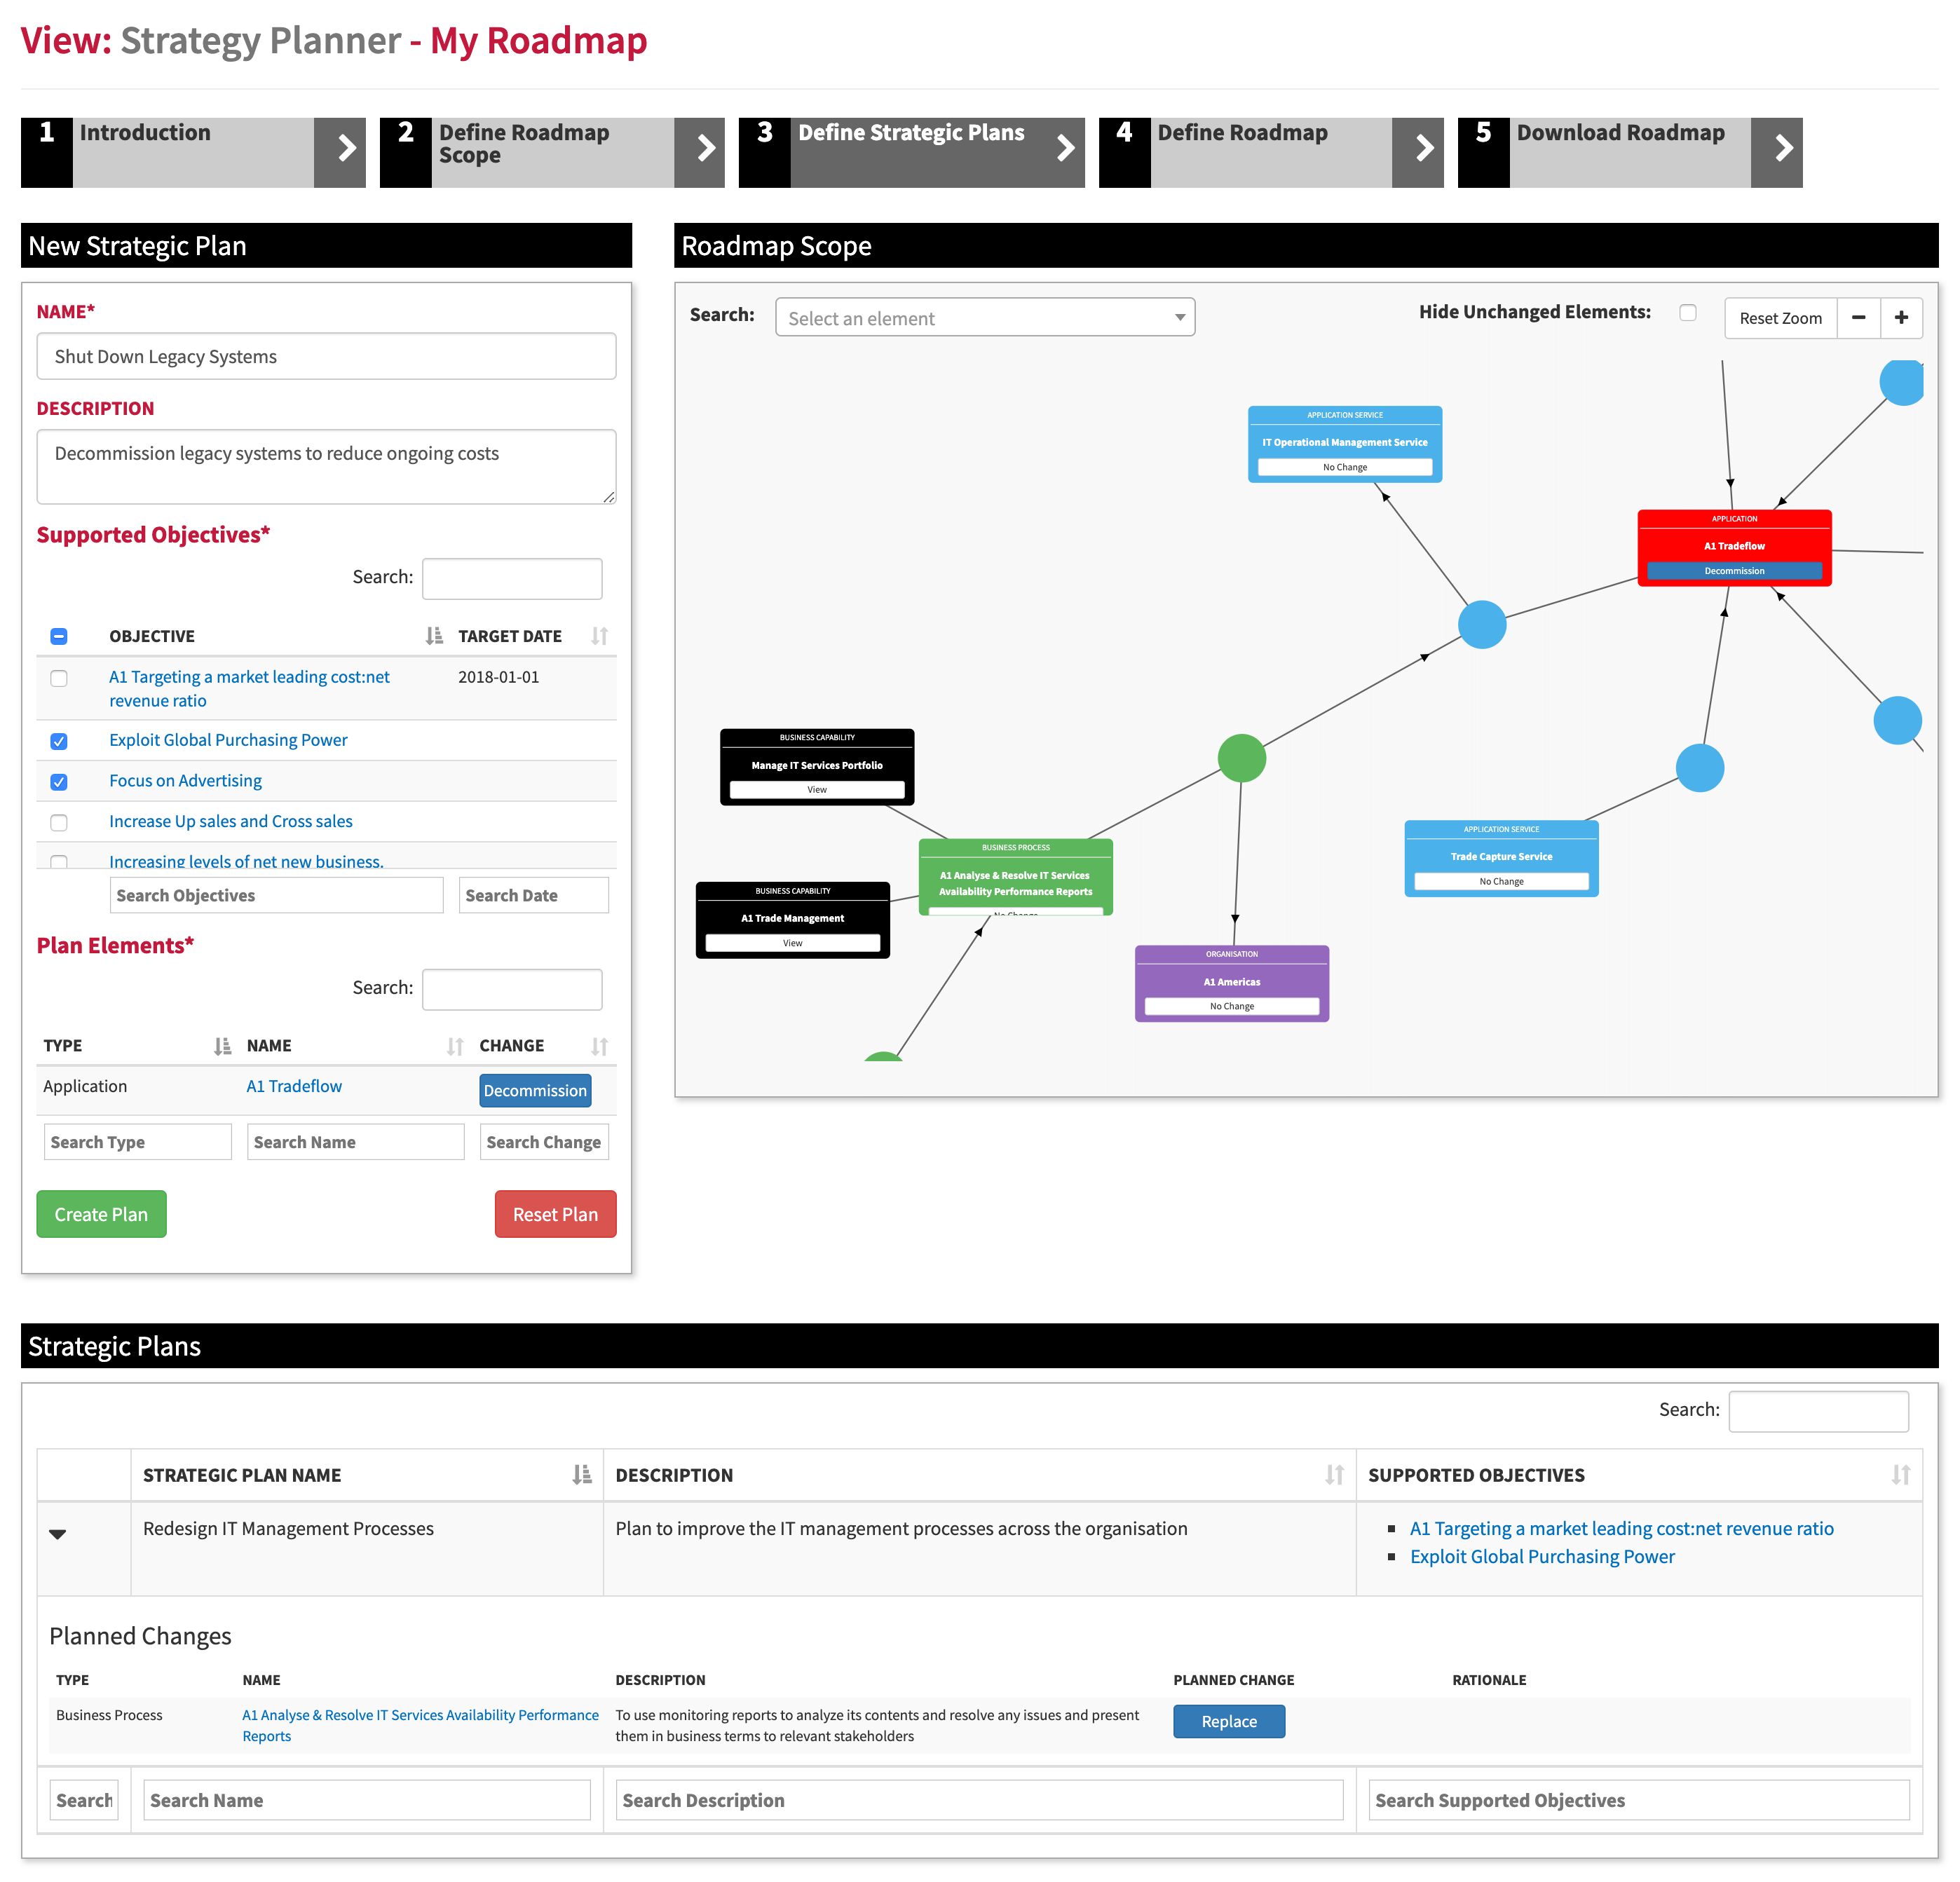 View: Strategy Planner - My Roadmap
1 Introduction
2 Define Roadmap
Scope
3 Define Strategic Plans
4 Define Roadmap
5 Download Roadmap
New Strategic Plan
NAME*
Shut Down Legacy Systems
DESCRIPTION
Decommission legacy systems to reduce ongoing costs
Supported Objectives*
Search:
OBJECTIVE TARGET DATE
A1 Targeting a market leading cost:net 2018-01-01
revenue ratio
Exploit Global Purchasing Power
Focus on Advertising
Increase Up sales and Cross sales
Increasing levels of net new business.
Search Objectives Search Date
Plan Elements*
Search:
TYPE NAME CHANGE
Application A1 Tradeflow Decommission
Search Type Search Name Search Change
Create Plan Reset Plan
Roadmap Scope
Search: Select an element Hide Unchanged Elements: Reset Zoom − +
APPLICATION SERVICE
IT Operational Management Service
No Change
APPLICATION
A1 Tradeflow
Decommission
BUSINESS CAPABILITY
Manage IT Services Portfolio
View
BUSINESS PROCESS
A1 Analyse & Resolve IT Services
Availability Performance Reports
No Change
APPLICATION SERVICE
Trade Capture Service
No Change
BUSINESS CAPABILITY
A1 Trade Management
View
ORGANISATION
A1 Americas
No Change
Strategic Plans
Search:
STRATEGIC PLAN NAME DESCRIPTION SUPPORTED OBJECTIVES
Redesign IT Management Processes Plan to improve the IT management processes across the organisation ▪ A1 Targeting a market leading cost:net revenue ratio
▪ Exploit Global Purchasing Power
Planned Changes
TYPE NAME DESCRIPTION PLANNED CHANGE RATIONALE
Business Process A1 Analyse & Resolve IT Services Availability Performance To use monitoring reports to analyze its contents and resolve any issues and present Replace
Reports them in business terms to relevant stakeholders
Search Search Name Search Description Search Supported Objectives